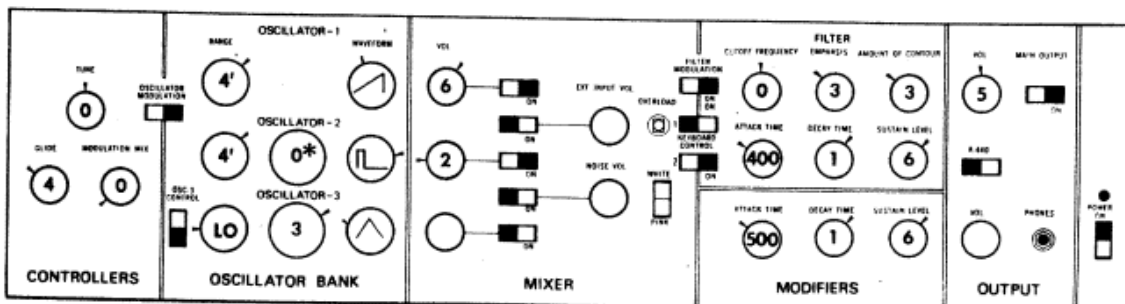 TUNE
0
OSCILLATOR MODULATION
GLIDE
4
MODULATION MIX
0
OSC. 3 CONTROL
CONTROLLERS
OSCILLATOR-1
RANGE
WAVEFORM
4'
OSCILLATOR-2
4'
0*
OSCILLATOR-3
LO
3
OSCILLATOR BANK
VOL
6
ON
EXT INPUT VOL
OVERLOAD
ON
2
ON
NOISE VOL
WHITE
ON
PINK
ON
MIXER
FILTER
FILTER MODULATION
CUTOFF FREQUENCY
EMPHASIS
AMOUNT OF CONTOUR
0
3
3
ON
ON
1
KEYBOARD CONTROL
2
ON
ATTACK TIME
DECAY TIME
SUSTAIN LEVEL
400
1
6
ATTACK TIME
DECAY TIME
SUSTAIN LEVEL
500
1
6
MODIFIERS
VOL
MAIN OUTPUT
5
ON
A 440
VOL
PHONES
OUTPUT
POWER
ON